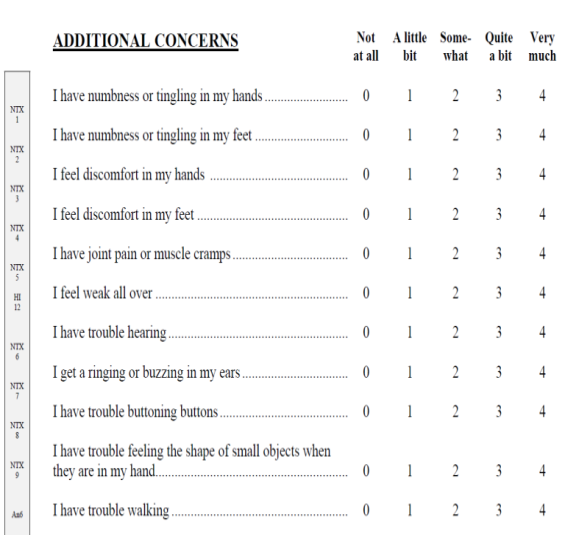 ADDITIONAL CONCERNS Not at all A little bit Some-what Quite a bit Very much
NTX 1 I have numbness or tingling in my hands 0 1 2 3 4
NTX 2 I have numbness or tingling in my feet 0 1 2 3 4
NTX 3 I feel discomfort in my hands 0 1 2 3 4
NTX 4 I feel discomfort in my feet 0 1 2 3 4
NTX 5 I have joint pain or muscle cramps 0 1 2 3 4
HI 12 I feel weak all over 0 1 2 3 4
NTX 6 I have trouble hearing 0 1 2 3 4
NTX 7 I get a ringing or buzzing in my ears 0 1 2 3 4
NTX 8 I have trouble buttoning buttons 0 1 2 3 4
I have trouble feeling the shape of small objects when
NTX 9 they are in my hand 0 1 2 3 4
An6 I have trouble walking 0 1 2 3 4